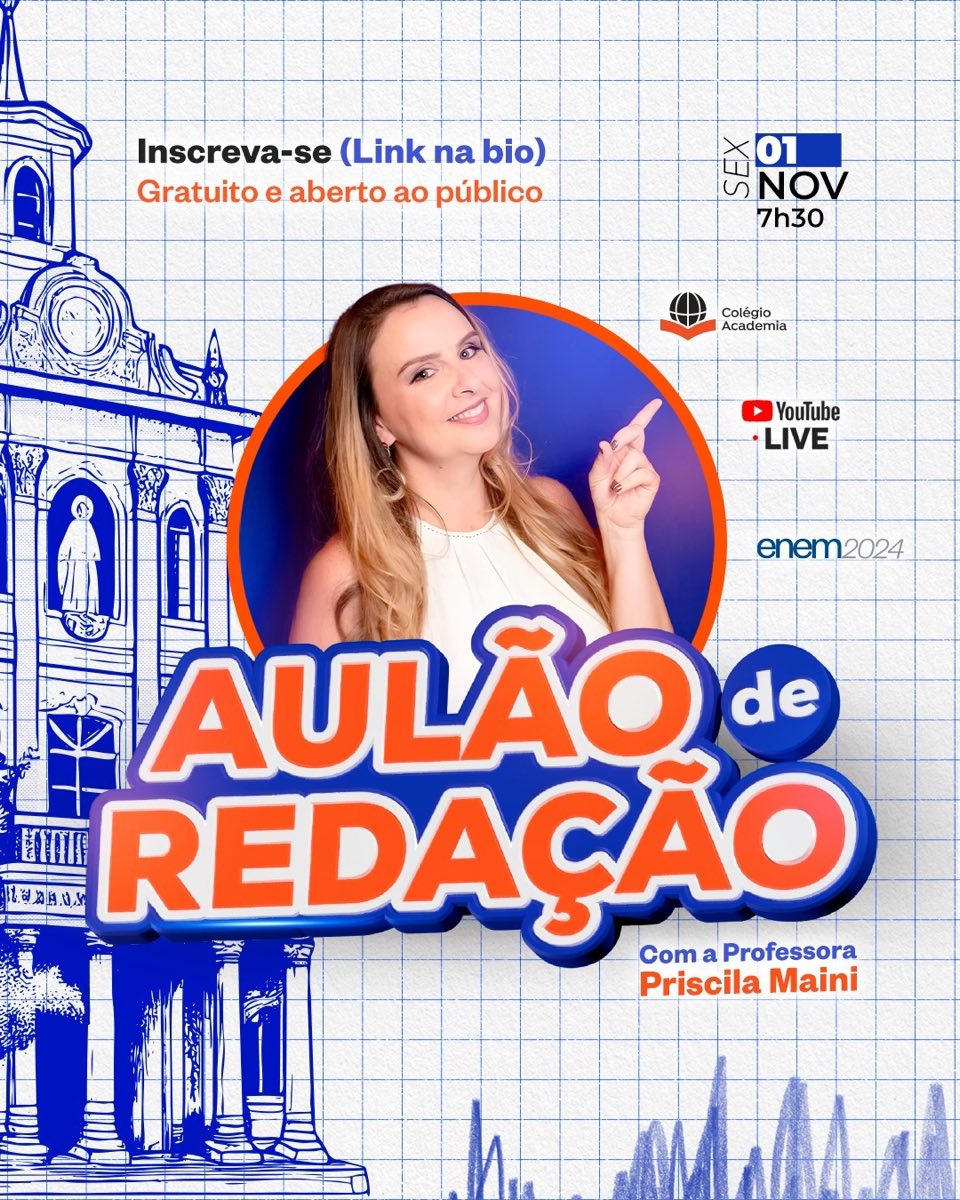 Inscreva-se (Link na bio)
Gratuito e aberto ao público
SEX
01
NOV
7h30
Colégio
Academia
YouTube
LIVE
enem2024
AULÃO de
REDAÇÃO
Com a Professora
Priscila Maini